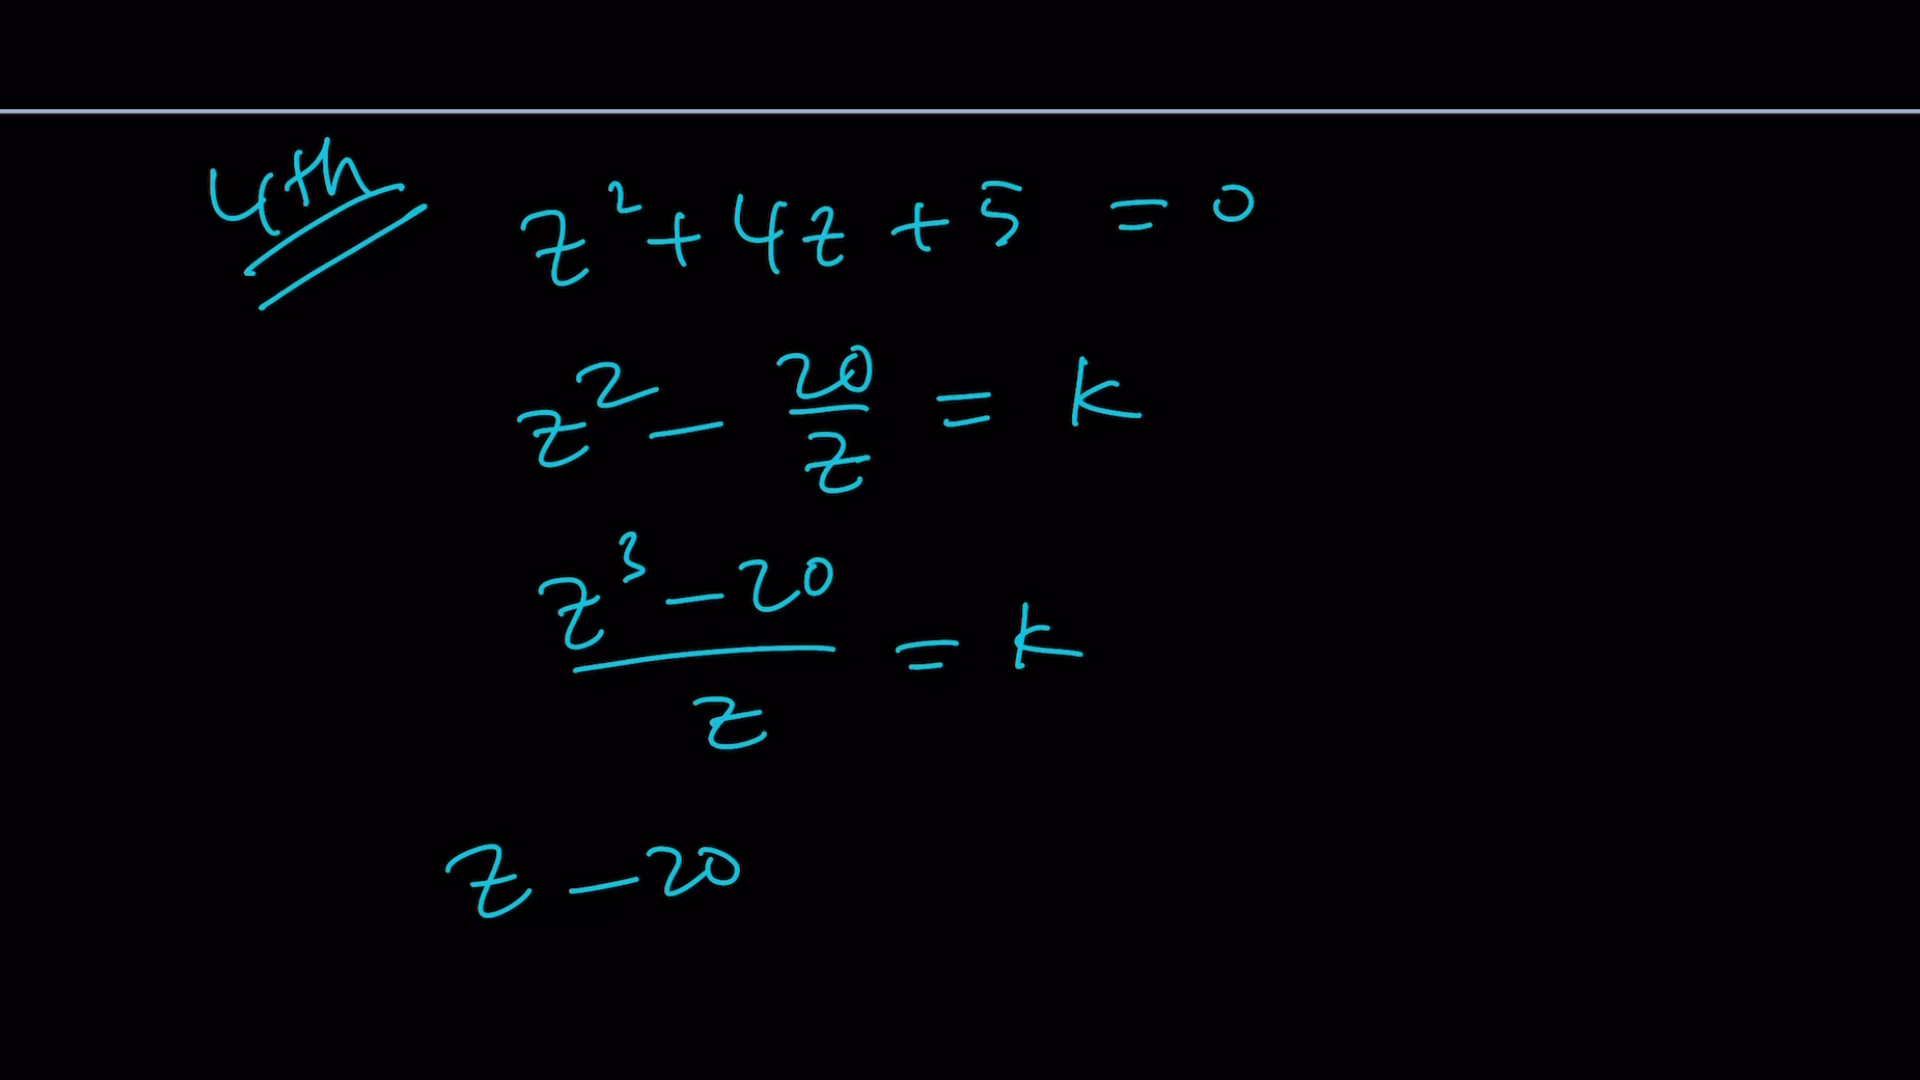 4th z² + 4z + 5 = 0
z² - 20/z = k
(z³ - 20)/z = k
z - 20